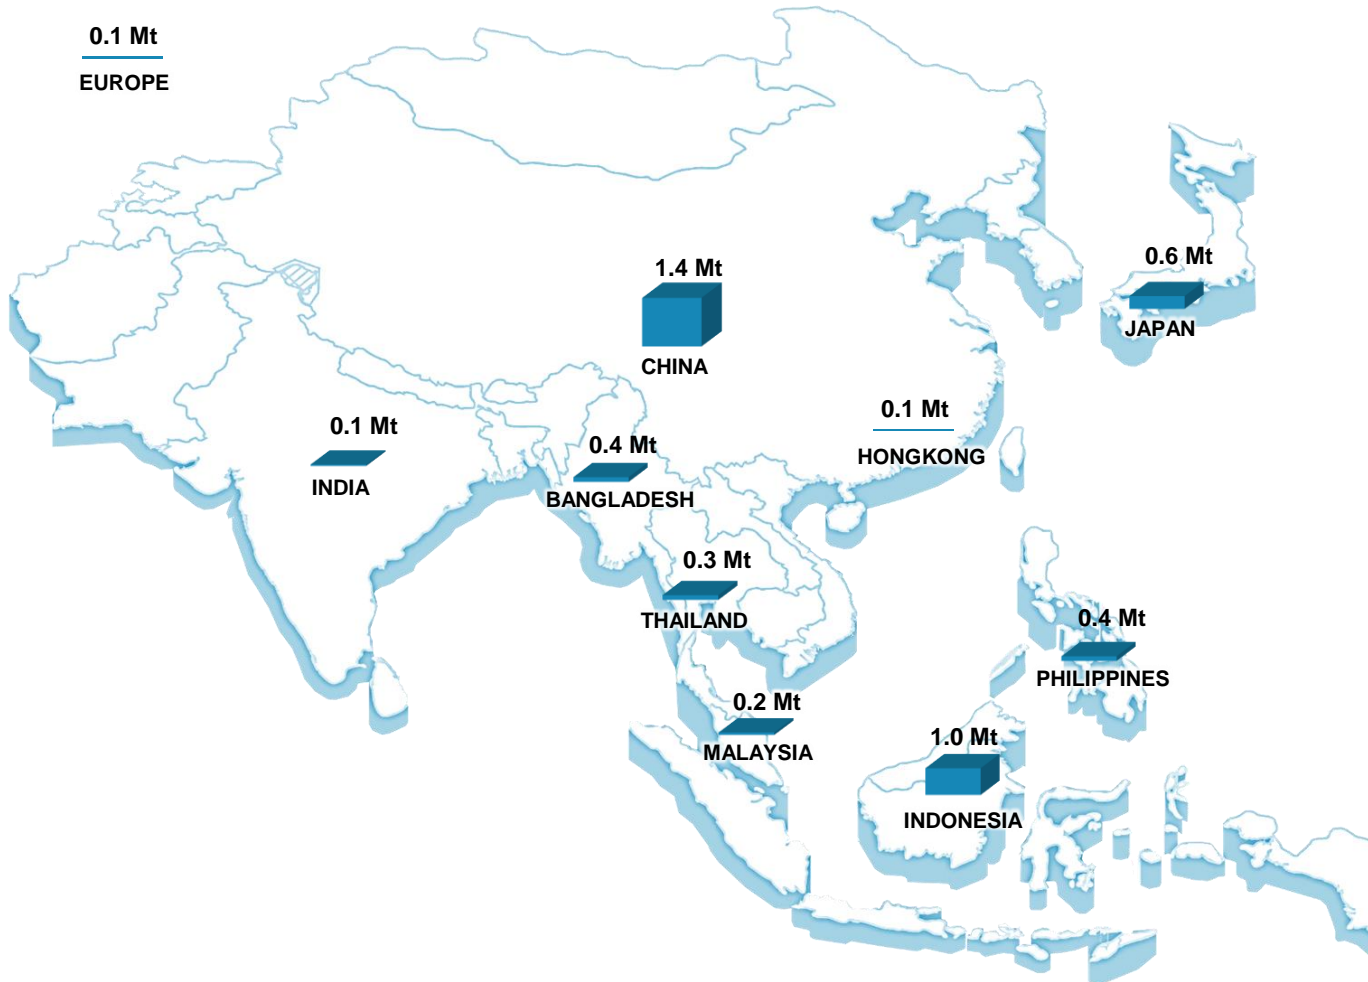 0.1 Mt
EUROPE
0.6 Mt
JAPAN
1.4 Mt
CHINA
0.1 Mt
HONGKONG
0.1 Mt
INDIA
0.4 Mt
BANGLADESH
0.3 Mt
THAILAND
0.4 Mt
PHILIPPINES
0.2 Mt
MALAYSIA
1.0 Mt
INDONESIA